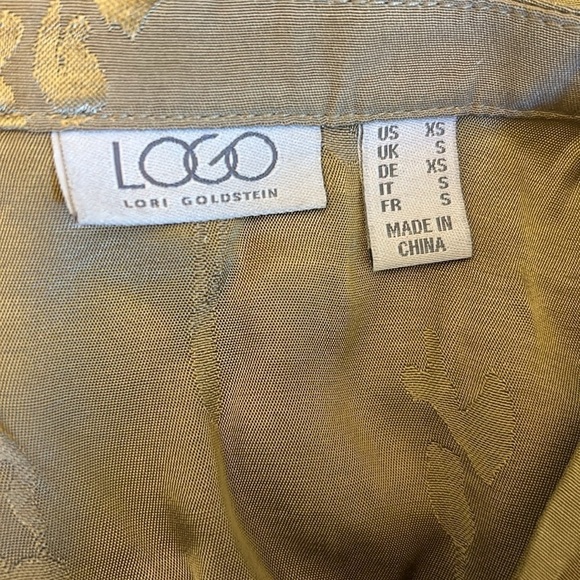 LOGO
LORI GOLDSTEIN
US XS
UK S
DE XS
IT S
FR S
MADE IN
CHINA